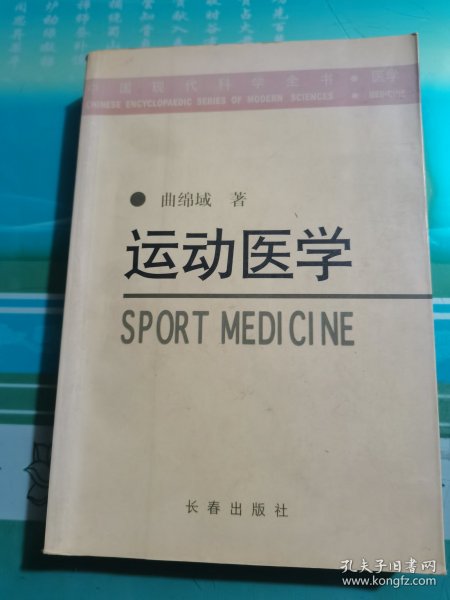 中国现代科学全书·医学
CHINESE ENCYCLOPAEDIC SERIES OF MODERN SCIENCES
● 曲绵域 著
运动医学
SPORT MEDICINE
长春出版社
孔夫子旧书网
www.kongfz.com